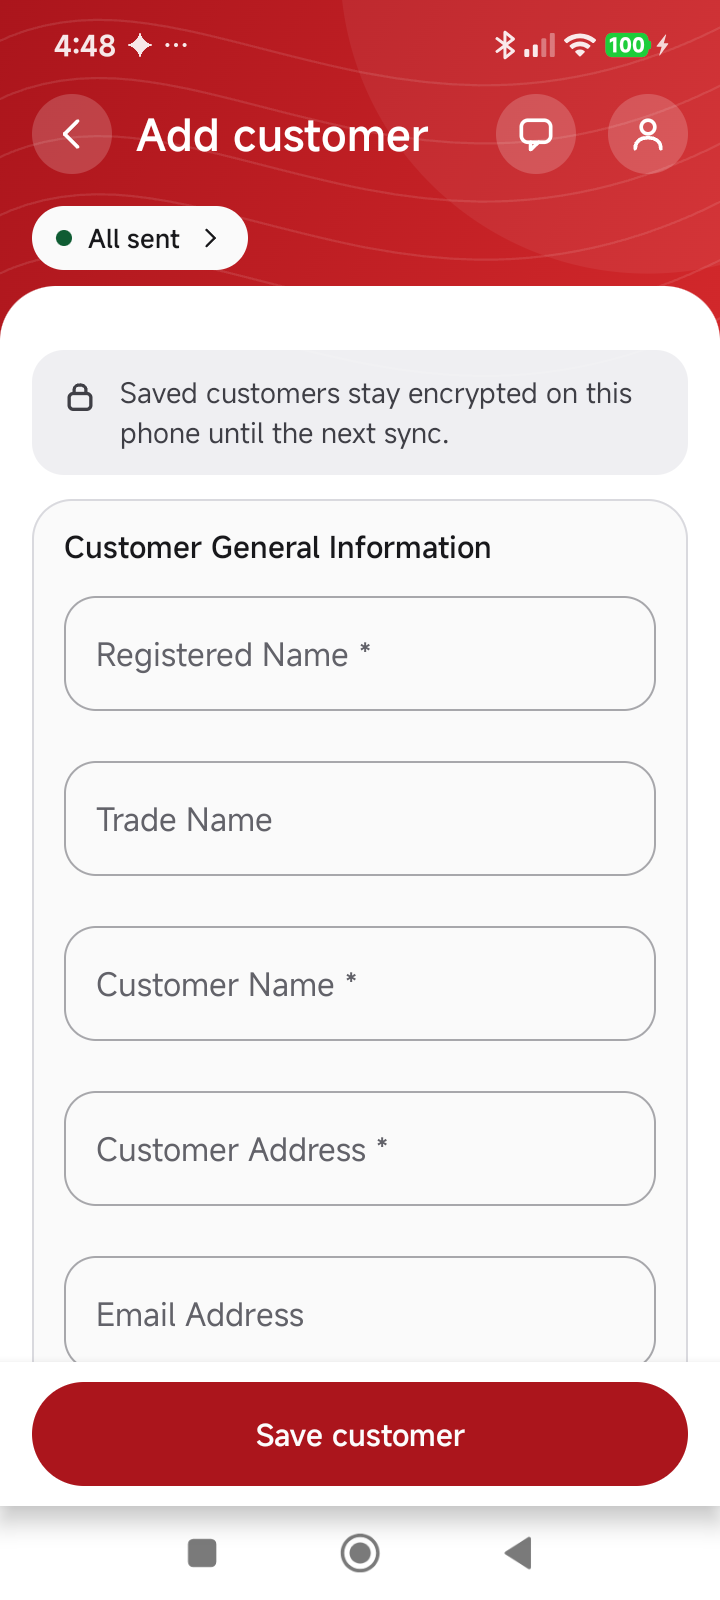 4:48
100
Add customer
All sent
Saved customers stay encrypted on this
phone until the next sync.
Customer General Information
Registered Name *
Trade Name
Customer Name *
Customer Address *
Email Address
Save customer